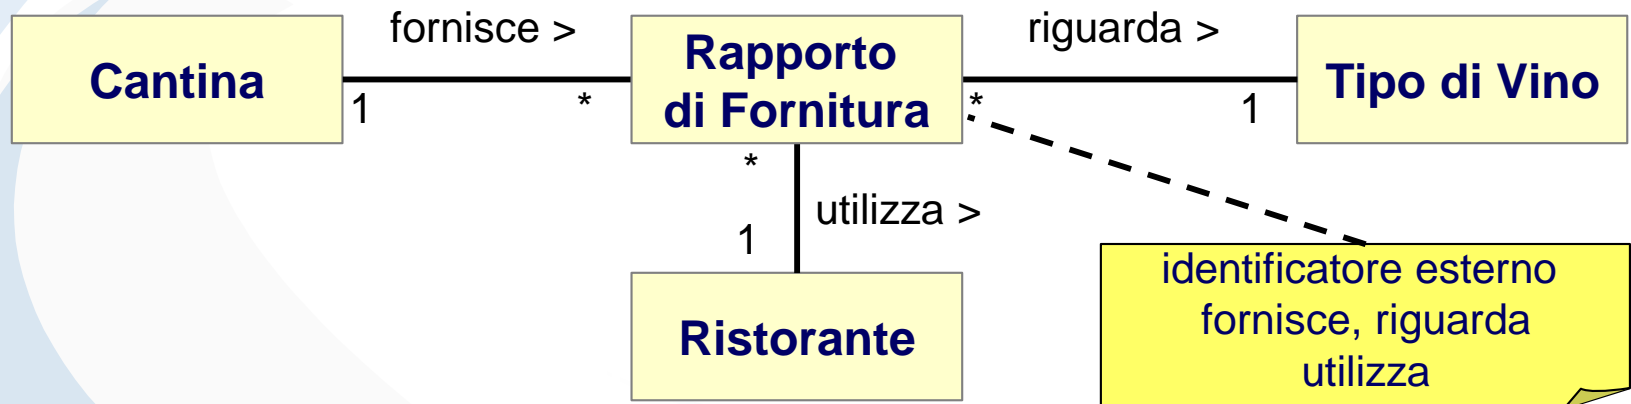 fornisce >
riguarda >
Cantina
Rapporto
di Fornitura
Tipo di Vino
1
*
*
1
*
utilizza >
1
Ristorante
identificatore esterno
fornisce, riguarda
utilizza